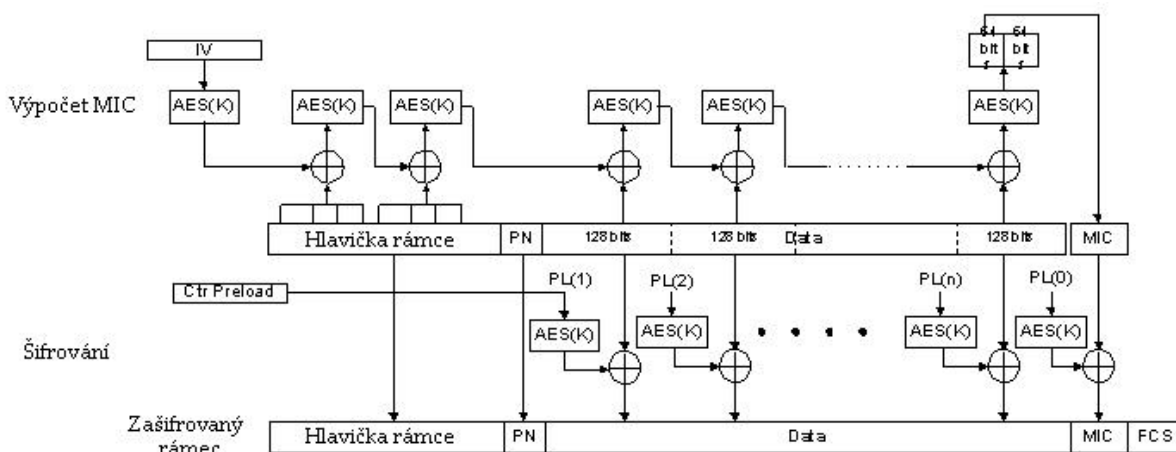 64 bits 64 bits
IV
Výpočet MIC
AES(K) AES(K) AES(K) AES(K) AES(K) AES(K)
Hlavička rámce PN 128 bits 128 bits Data 128 bits MIC
PL(1) PL(2) PL(n) PL(0)
Ctr Preload
AES(K) AES(K) AES(K) AES(K)
Šifrování
Zašifrovaný
rámec
Hlavička rámce PN Data MIC FCS